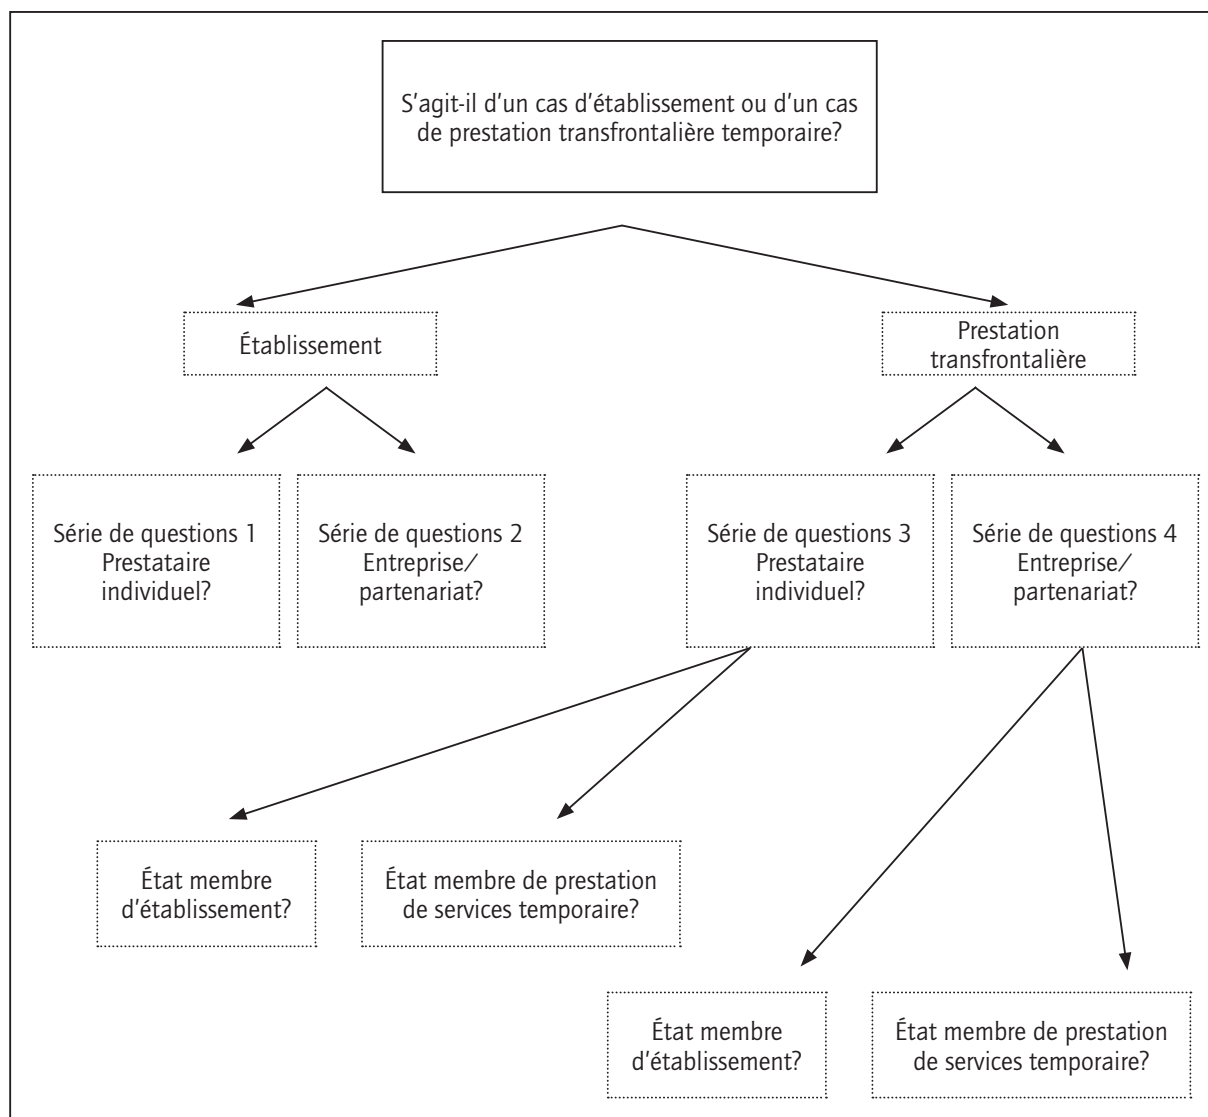 S'agit-il d'un cas d'établissement ou d'un cas
de prestation transfrontalière temporaire?
Établissement
Prestation
transfrontalière
Série de questions 1
Prestataire
individuel?
Série de questions 2
Entreprise/
partenariat?
Série de questions 3
Prestataire
individuel?
Série de questions 4
Entreprise/
partenariat?
État membre
d'établissement?
État membre de prestation
de services temporaire?
État membre
d'établissement?
État membre de prestation
de services temporaire?